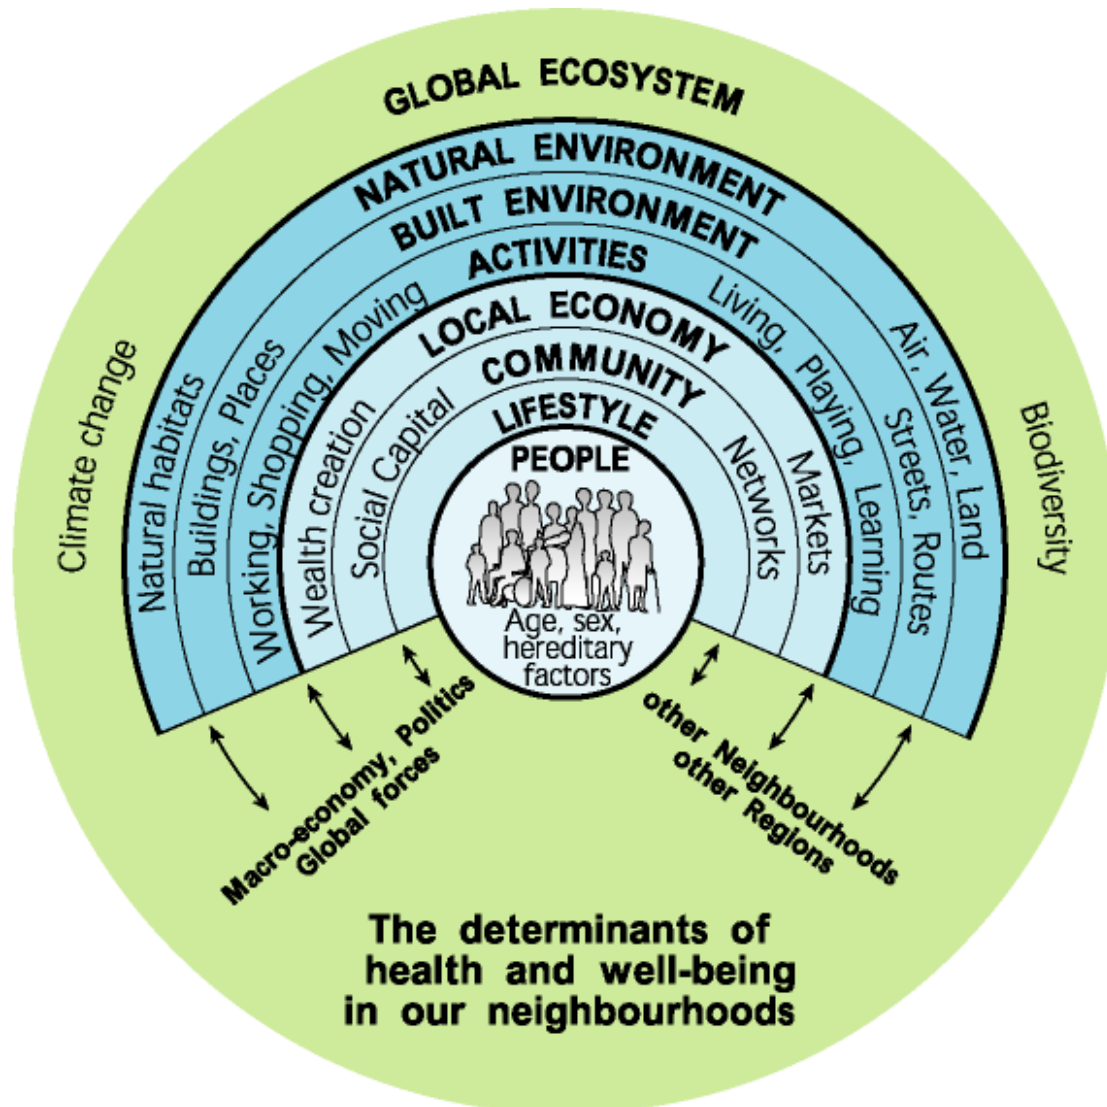 GLOBAL ECOSYSTEM
NATURAL ENVIRONMENT
BUILT ENVIRONMENT
ACTIVITIES
LOCAL ECONOMY
COMMUNITY
LIFESTYLE
PEOPLE
Age, sex,
hereditary
factors
Climate change
Natural habitats
Buildings, Places
Working, Shopping, Moving
Wealth creation
Social Capital
Networks
Markets
Living, Playing, Learning
Streets, Routes
Air, Water, Land
Biodiversity
Macro-economy, Politics
Global forces
other Neighbourhoods
other Regions
The determinants of
health and well-being
in our neighbourhoods